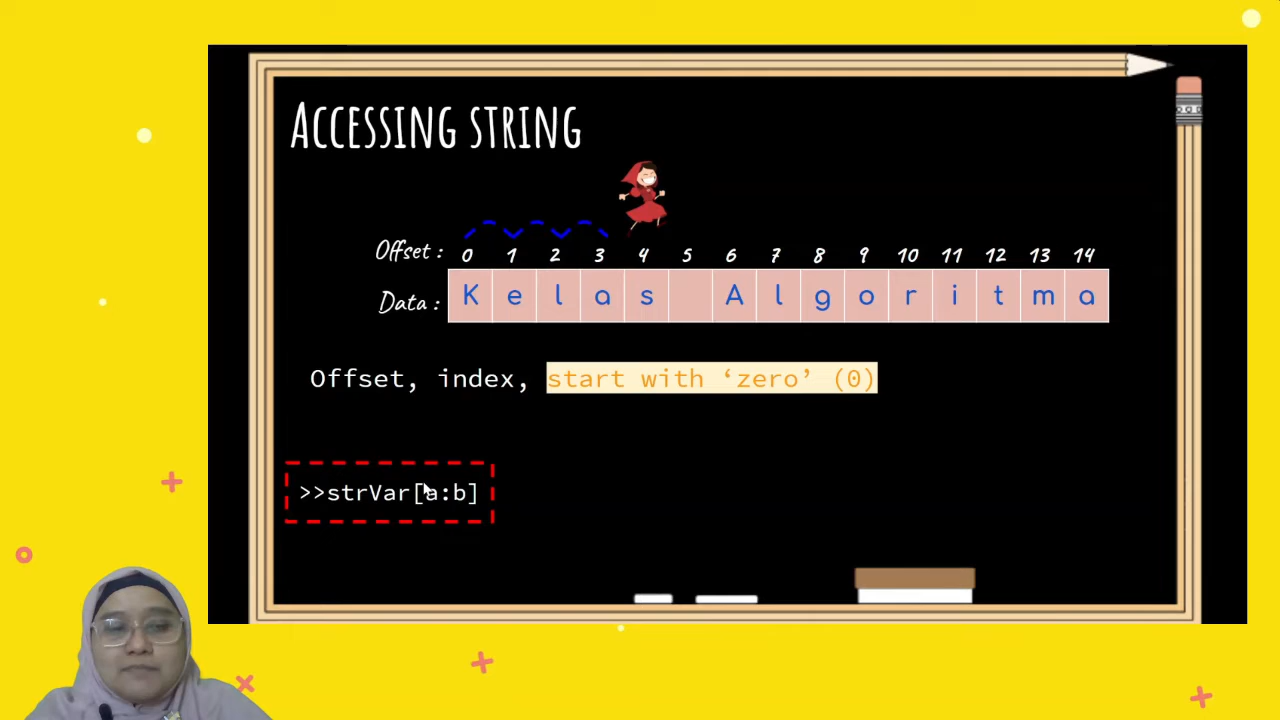 ACCESSING STRING
Offset : 0 1 2 3 4 5 6 7 8 9 10 11 12 13 14
Data : K e l a s A l g o r i t m a
Offset, index, start with ‘zero’ (0)
>>strVar[a:b]